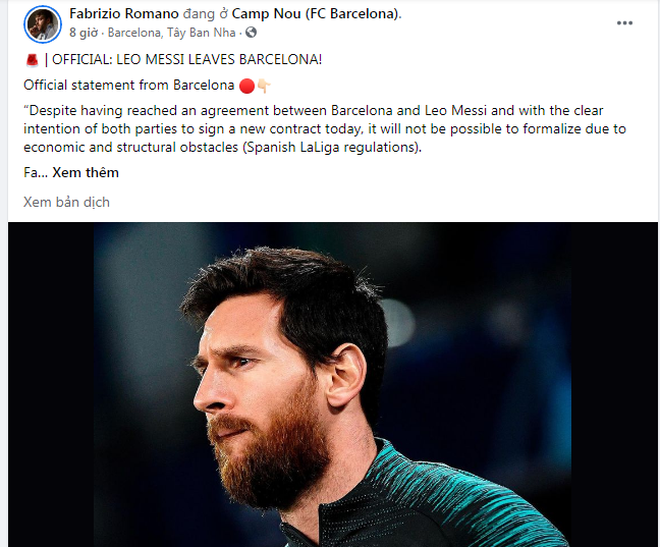 Fabrizio Romano đang ở Camp Nou (FC Barcelona).
8 giờ · Barcelona, Tây Ban Nha ·
| OFFICIAL: LEO MESSI LEAVES BARCELONA!
Official statement from Barcelona
“Despite having reached an agreement between Barcelona and Leo Messi and with the clear
intention of both parties to sign a new contract today, it will not be possible to formalize due to
economic and structural obstacles (Spanish LaLiga regulations).
Fa... Xem thêm
Xem bản dịch